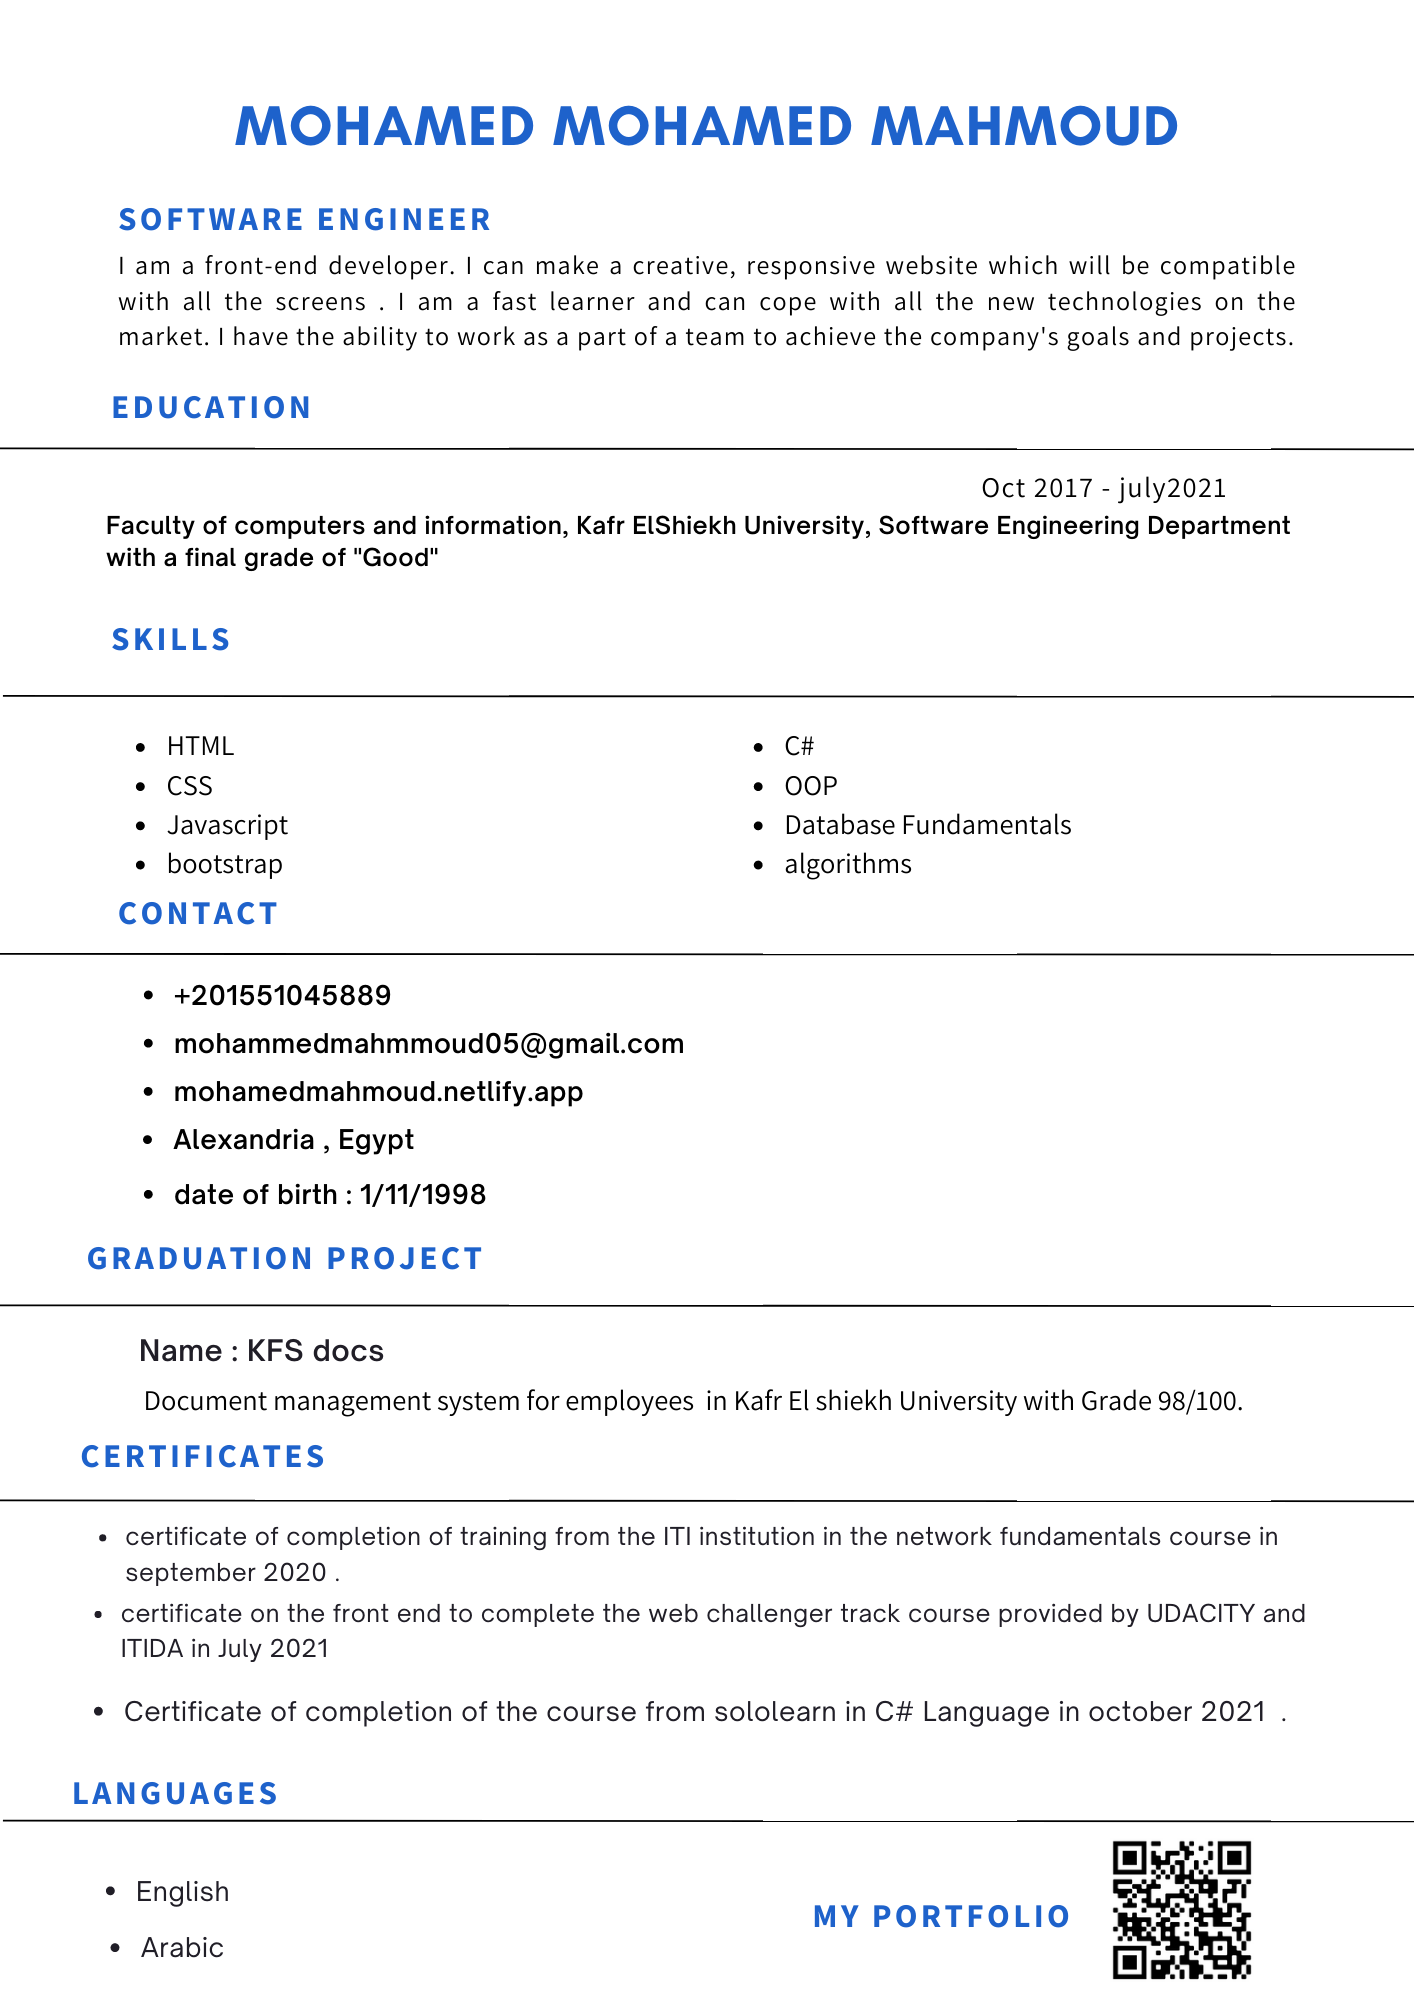 MOHAMED MOHAMED MAHMOUD
SOFTWARE ENGINEER
I am a front-end developer. I can make a creative, responsive website which will be compatible
with all the screens . I am a fast learner and can cope with all the new technologies on the
market. I have the ability to work as a part of a team to achieve the company's goals and projects.
EDUCATION
Oct 2017 - july2021
Faculty of computers and information, Kafr ElShiekh University, Software Engineering Department
with a final grade of "Good"
SKILLS
• HTML
• CSS
• Javascript
• bootstrap
• C#
• OOP
• Database Fundamentals
• algorithms
CONTACT
• +201551045889
• mohammedmahmmoud05@gmail.com
• mohamedmahmoud.netlify.app
• Alexandria , Egypt
• date of birth : 1/11/1998
GRADUATION PROJECT
Name : KFS docs
Document management system for employees in Kafr El shiekh University with Grade 98/100.
CERTIFICATES
• certificate of completion of training from the ITI institution in the network fundamentals course in
september 2020 .
• certificate on the front end to complete the web challenger track course provided by UDACITY and
ITIDA in July 2021
• Certificate of completion of the course from sololearn in C# Language in october 2021 .
LANGUAGES
• English
• Arabic
MY PORTFOLIO